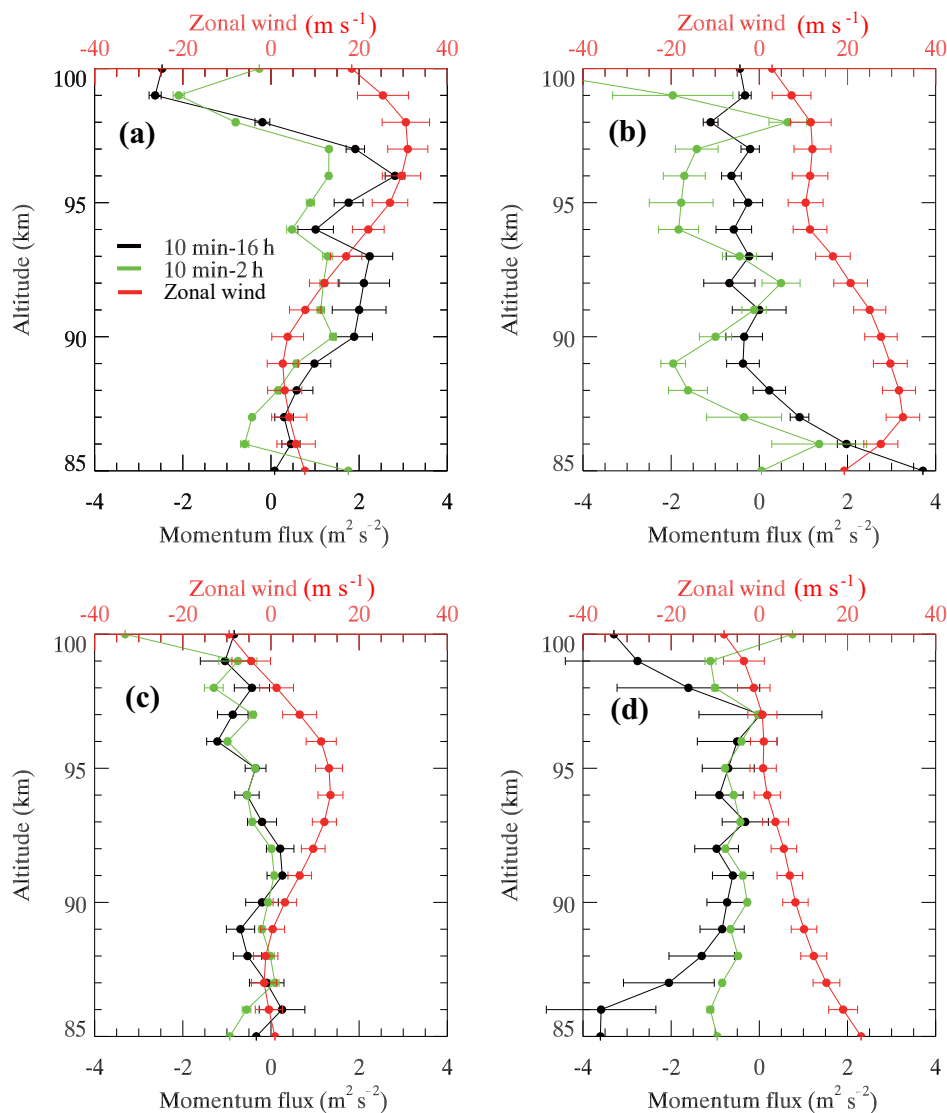 Zonal wind (m s⁻¹)
-40 -20 0 20 40
100
(a)
95
10 min-16 h
10 min-2 h
Zonal wind
90
85
Altitude (km)
-4 -2 0 2 4
Momentum flux (m² s⁻²)
Zonal wind (m s⁻¹)
-40 -20 0 20 40
100
(b)
95
90
85
Altitude (km)
-4 -2 0 2 4
Momentum flux (m² s⁻²)
Zonal wind (m s⁻¹)
-40 -20 0 20 40
100
(c)
95
90
85
Altitude (km)
-4 -2 0 2 4
Momentum flux (m² s⁻²)
Zonal wind (m s⁻¹)
-40 -20 0 20 40
100
(d)
95
90
85
Altitude (km)
-4 -2 0 2 4
Momentum flux (m² s⁻²)